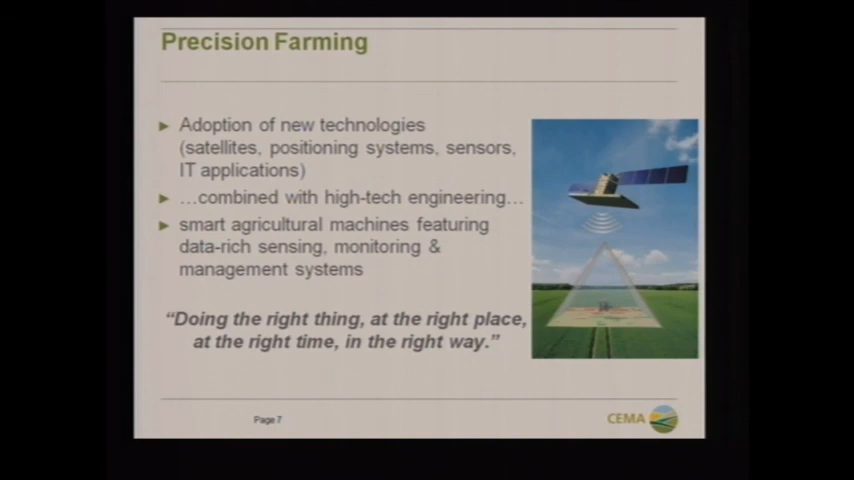 Precision Farming
Adoption of new technologies
(satellites, positioning systems, sensors,
IT applications)
…combined with high-tech engineering…
smart agricultural machines featuring
data-rich sensing, monitoring &
management systems
“Doing the right thing, at the right place,
at the right time, in the right way.”
Page 7
CEMA